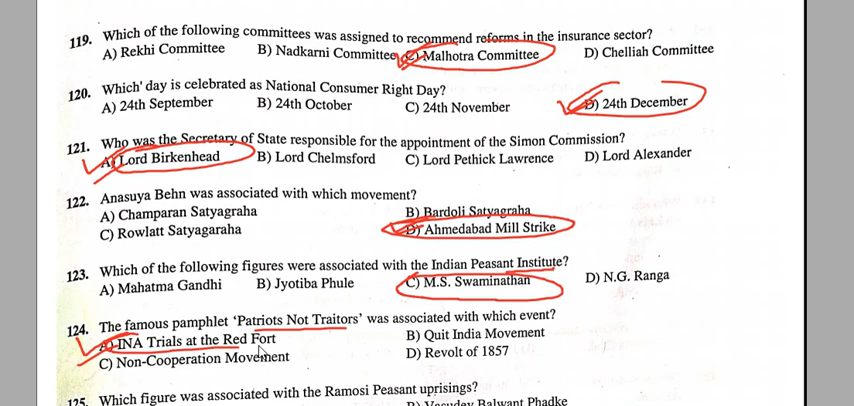 119. Which of the following committees was assigned to recommend reforms in the insurance sector?
A) Rekhi Committee B) Nadkarni Committee C) Malhotra Committee D) Chelliah Committee
120. Which' day is celebrated as National Consumer Right Day?
A) 24th September B) 24th October C) 24th November D) 24th December
121. Who was the Secretary of State responsible for the appointment of the Simon Commission?
A) Lord Birkenhead B) Lord Chelmsford C) Lord Pethick Lawrence D) Lord Alexander
122. Anasuya Behn was associated with which movement?
A) Champaran Satyagraha B) Bardoli Satyagraha
C) Rowlatt Satyagaraha D) Ahmedabad Mill Strike
123. Which of the following figures were associated with the Indian Peasant Institute?
A) Mahatma Gandhi B) Jyotiba Phule C) M.S. Swaminathan D) N.G. Ranga
124. The famous pamphlet ‘Patriots Not Traitors’ was associated with which event?
A) INA Trials at the Red Fort B) Quit India Movement
C) Non-Cooperation Movement D) Revolt of 1857
125. Which figure was associated with the Ramosi Peasant uprisings?
B) Vasudev Balwant Phadke